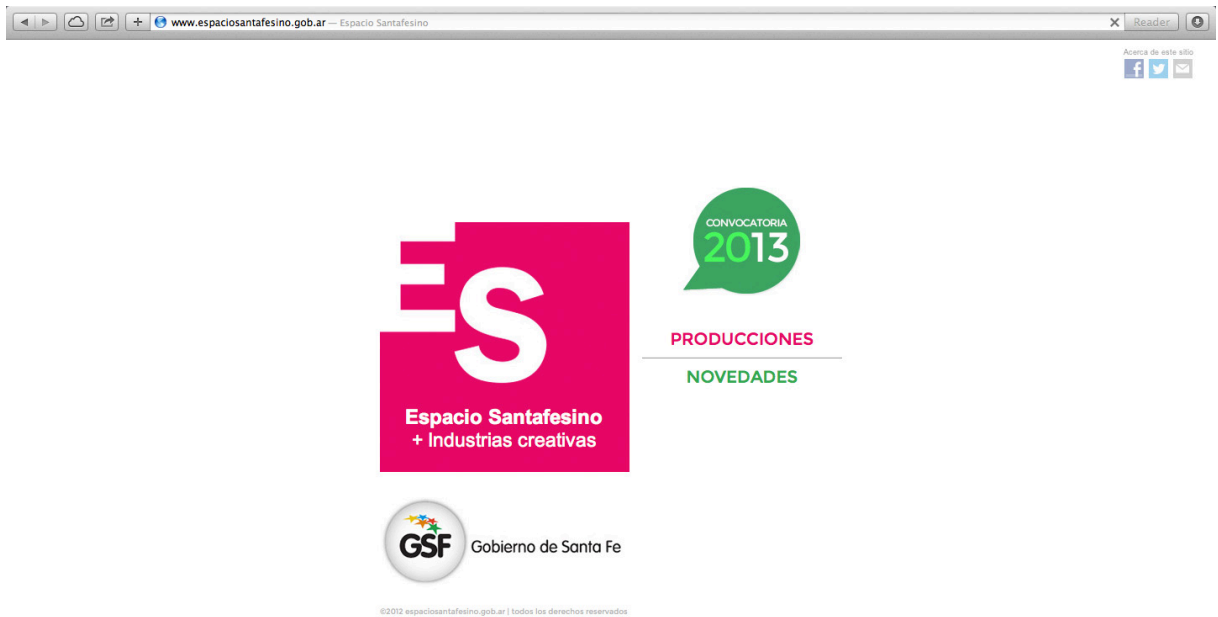 www.espaciosantafesino.gob.ar — Espacio Santafesino
Reader
Acerca de este sitio
CONVOCATORIA
2013
ES
Espacio Santafesino
+ Industrias creativas
PRODUCCIONES
NOVEDADES
GSF
Gobierno de Santa Fe
©2012 espaciosantafesino.gob.ar | todos los derechos reservados